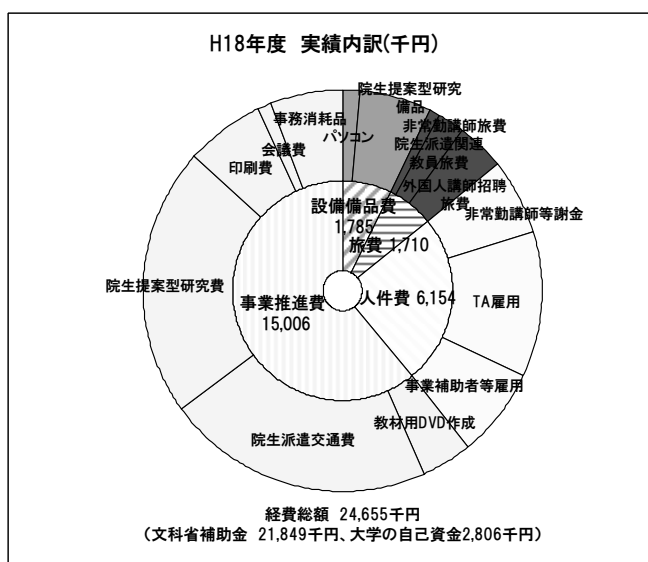 H18年度 実績内訳(千円)
院生提案型研究
備品
パソコン
非常勤講師旅費
院生派遣関連
教員旅費
外国人講師招聘
旅費
非常勤講師等謝金
TA雇用
事業補助者等雇用
教材用DVD作成
院生派遣交通費
院生提案型研究費
印刷費
会議費
事務消耗品
設備備品費
1,785
旅費 1,710
人件費 6,154
事業推進費
15,006
経費総額 24,655千円
(文科省補助金 21,849千円、大学の自己資金2,806千円)